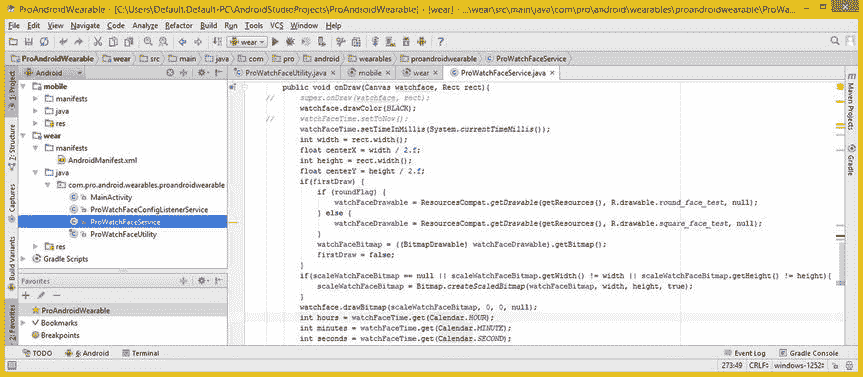 ProAndroidWearable - [C:\Users\Default.Default-PC\AndroidStudioProjects\ProAndroidWearable] - [wear] - ...\wear\src\main\java\com\pro\android\wearables\proandroidwearable\ProWa...
File Edit View Navigate Code Analyze Refactor Build Run Tools VCS Window Help
wear
ProAndroidWearable wear src main java com pro android wearables proandroidwearable ProWatchFaceService
Android ProWatchFaceUtility.java mobile wear ProWatchFaceService.java
1: Project
Z: Structure
Captures
Build Variants
2: Favorites
mobile
manifests
java
res
wear
manifests
AndroidManifest.xml
java
com.pro.android.wearables.proandroidwearable
MainActivity
ProWatchFaceConfigListenerService
ProWatchFaceService
ProWatchFaceUtility
res
Gradle Scripts
Favorites
ProAndroidWearable
Bookmarks
Breakpoints
public void onDraw(Canvas watchface, Rect rect){
// super.onDraw(watchface, rect);
watchface.drawColor(BLACK);
// watchFaceTime.setToNow();
watchFaceTime.setTimeInMillis(System.currentTimeMillis());
int width = rect.width();
float centerX = width / 2.f;
int height = rect.width();
float centerY = height / 2.f;
if(firstDraw) {
if (roundFlag) {
watchFaceDrawable = ResourcesCompat.getDrawable(getResources(), R.drawable.round_face_test, null);
} else {
watchFaceDrawable = ResourcesCompat.getDrawable(getResources(), R.drawable.square_face_test, null);
}
watchFaceBitmap = ((BitmapDrawable) watchFaceDrawable).getBitmap();
firstDraw = false;
}
if(scaleWatchFaceBitmap == null || scaleWatchFaceBitmap.getWidth() != width || scaleWatchFaceBitmap.getHeight() != height){
scaleWatchFaceBitmap = Bitmap.createScaledBitmap(watchFaceBitmap, width, height, true);
}
watchface.drawBitmap(scaleWatchFaceBitmap, 0, 0, null);
int hours = watchFaceTime.get(Calendar.HOUR);
int minutes = watchFaceTime.get(Calendar.MINUTE);
int seconds = watchFaceTime.get(Calendar.SECOND);
Maven Projects
Gradle
TODO 6: Android Terminal Event Log Gradle Console
273:49 CRLF windows-1252